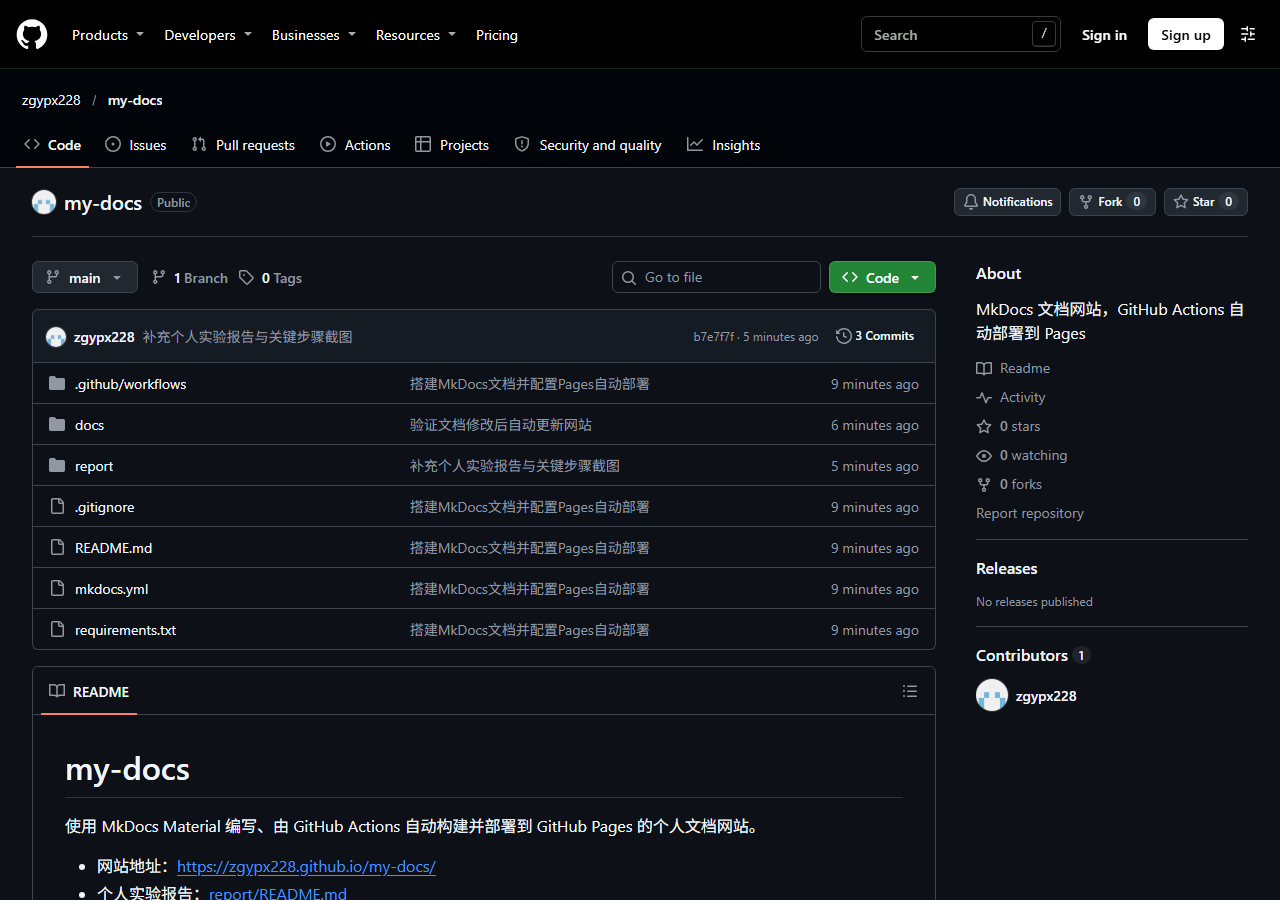 Products Developers Businesses Resources Pricing Search / Sign in Sign up
zgypx228 / my-docs
Code Issues Pull requests Actions Projects Security and quality Insights
my-docs Public Notifications Fork 0 Star 0
main 1 Branch 0 Tags Go to file Code
zgypx228 补充个人实验报告与关键步骤截图 b7e7f7f · 5 minutes ago 3 Commits
.github/workflows 搭建MkDocs文档并配置Pages自动部署 9 minutes ago
docs 验证文档修改后自动更新网站 6 minutes ago
report 补充个人实验报告与关键步骤截图 5 minutes ago
.gitignore 搭建MkDocs文档并配置Pages自动部署 9 minutes ago
README.md 搭建MkDocs文档并配置Pages自动部署 9 minutes ago
mkdocs.yml 搭建MkDocs文档并配置Pages自动部署 9 minutes ago
requirements.txt 搭建MkDocs文档并配置Pages自动部署 9 minutes ago
README
my-docs
使用 MkDocs Material 编写、由 GitHub Actions 自动构建并部署到 GitHub Pages 的个人文档网站。
网站地址：https://zgypx228.github.io/my-docs/
个人实验报告：report/README.md
About
MkDocs 文档网站，GitHub Actions 自
动部署到 Pages
Readme
Activity
0 stars
0 watching
0 forks
Report repository
Releases
No releases published
Contributors 1
zgypx228